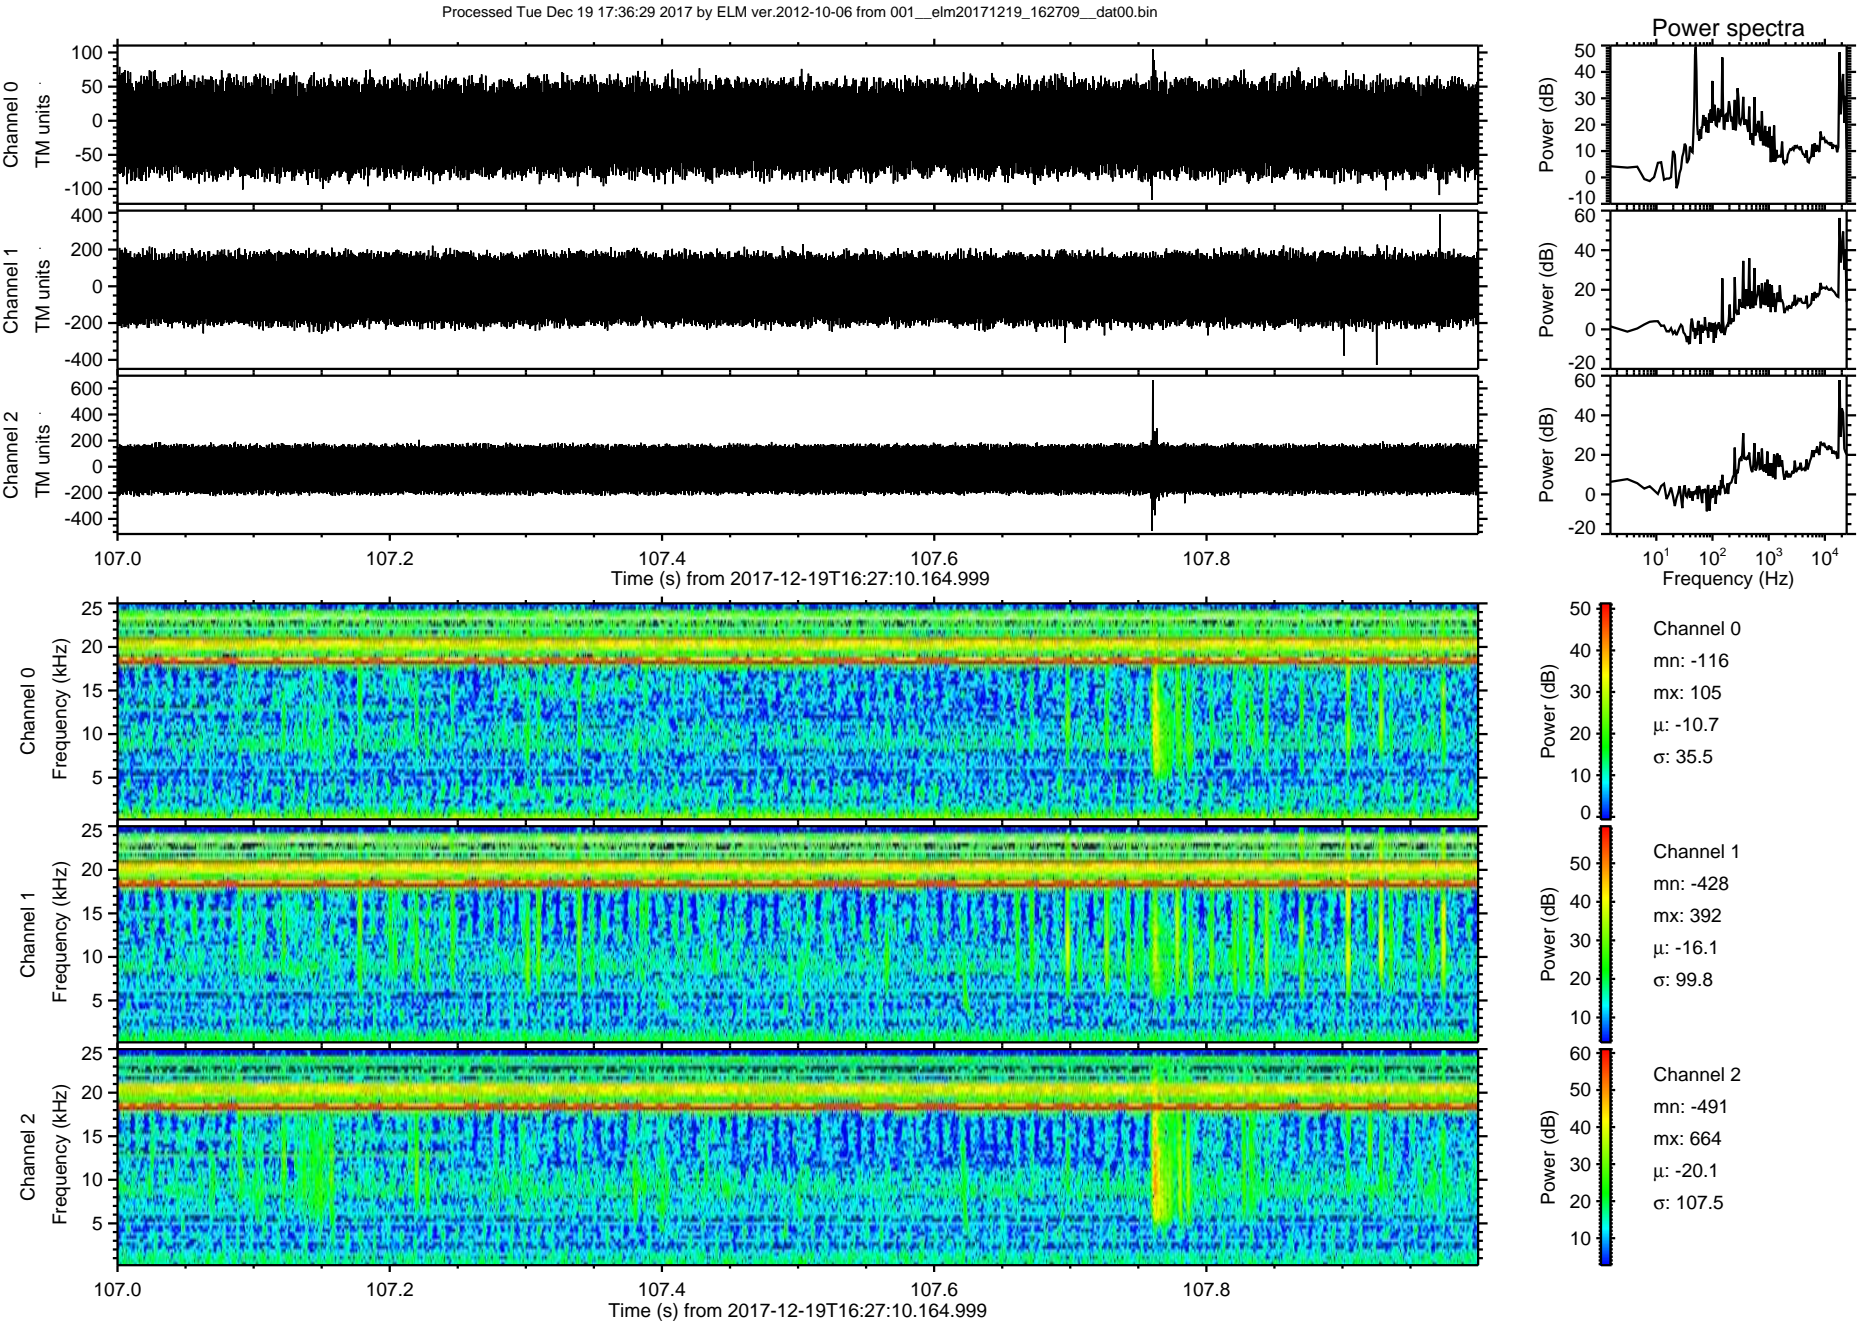 Processed Tue Dec 19 17:36:29 2017 by ELM ver.2012-10-06 from 001__elm20171219_162709__dat00.bin
Power spectra
Channel 0
TM units
100
50
0
-50
-100
Power (dB)
50
40
30
20
10
0
-10
Channel 1
TM units
400
200
0
-200
-400
Power (dB)
60
40
20
0
-20
Channel 2
TM units
600
400
200
0
-200
-400
Power (dB)
60
40
20
0
-20
107.0 107.2 107.4 107.6 107.8
Time (s) from 2017-12-19T16:27:10.164.999
10^1 10^2 10^3 10^4
Frequency (Hz)
Channel 0
Frequency (kHz)
25
20
15
10
5
Power (dB)
50
40
30
20
10
0
Channel 0
mn: -116
mx: 105
µ: -10.7
σ: 35.5
Channel 1
Frequency (kHz)
25
20
15
10
5
Power (dB)
50
40
30
20
10
Channel 1
mn: -428
mx: 392
µ: -16.1
σ: 99.8
Channel 2
Frequency (kHz)
25
20
15
10
5
Power (dB)
60
50
40
30
20
10
Channel 2
mn: -491
mx: 664
µ: -20.1
σ: 107.5
107.0 107.2 107.4 107.6 107.8
Time (s) from 2017-12-19T16:27:10.164.999